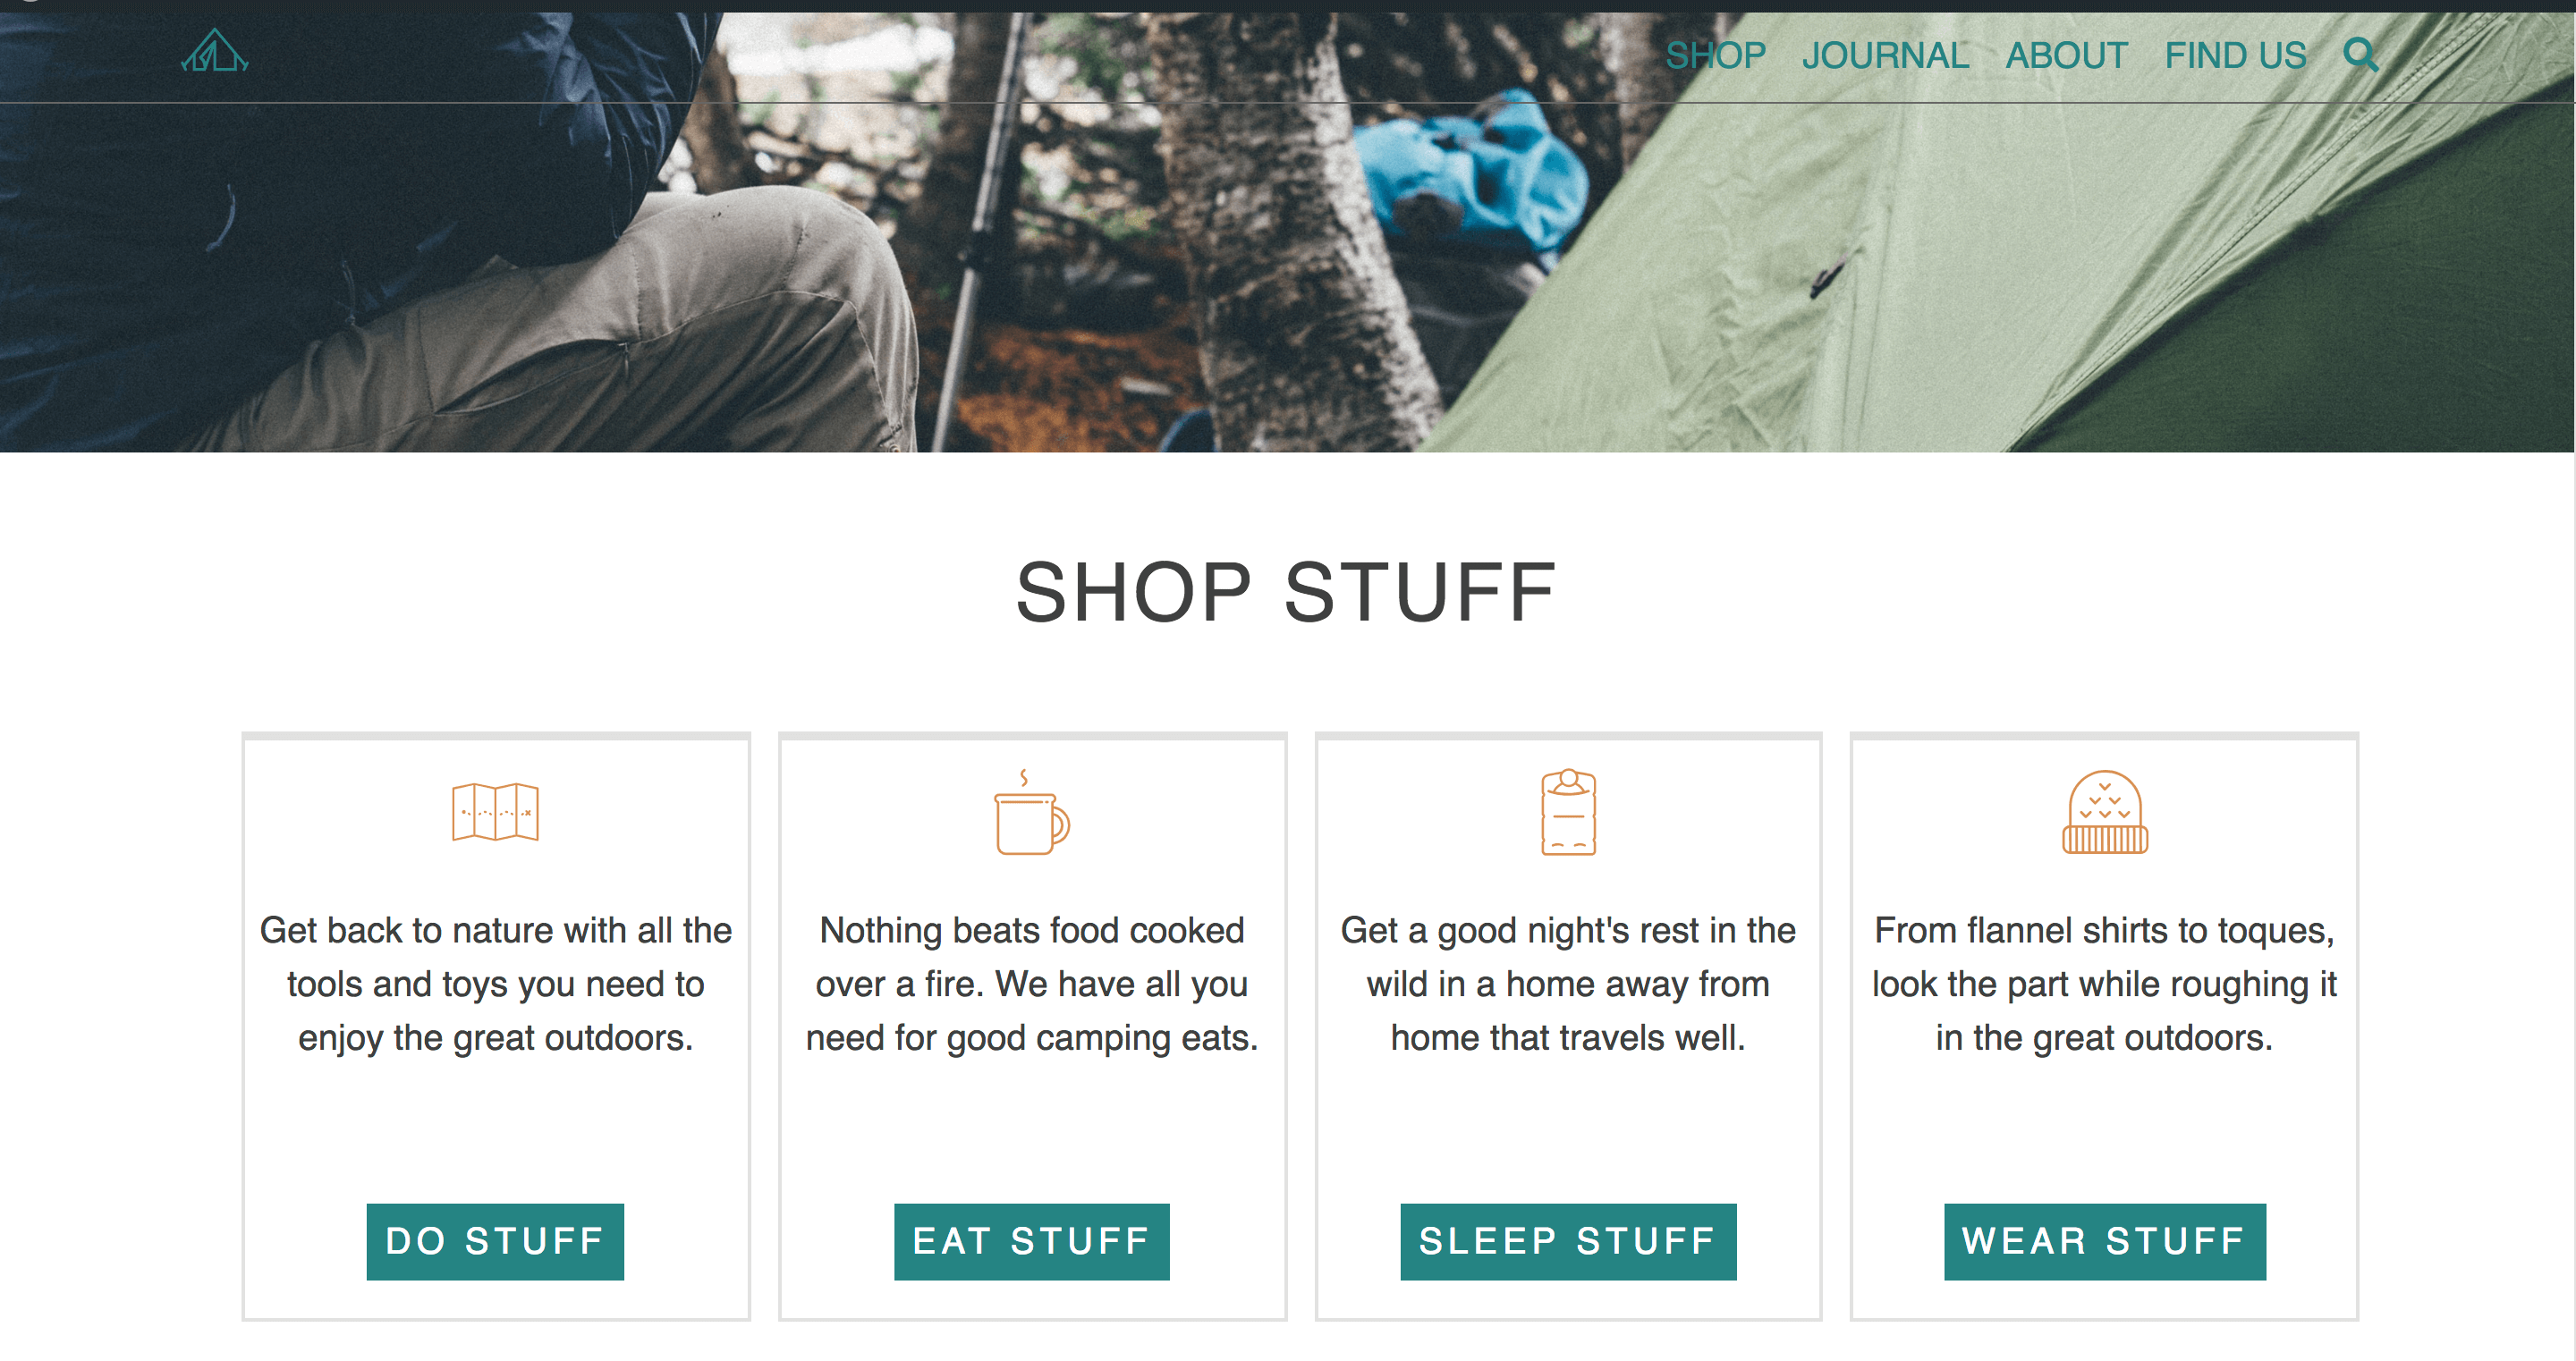 SHOP JOURNAL ABOUT FIND US
SHOP STUFF
Get back to nature with all the
tools and toys you need to
enjoy the great outdoors.
DO STUFF
Nothing beats food cooked
over a fire. We have all you
need for good camping eats.
EAT STUFF
Get a good night's rest in the
wild in a home away from
home that travels well.
SLEEP STUFF
From flannel shirts to toques,
look the part while roughing it
in the great outdoors.
WEAR STUFF